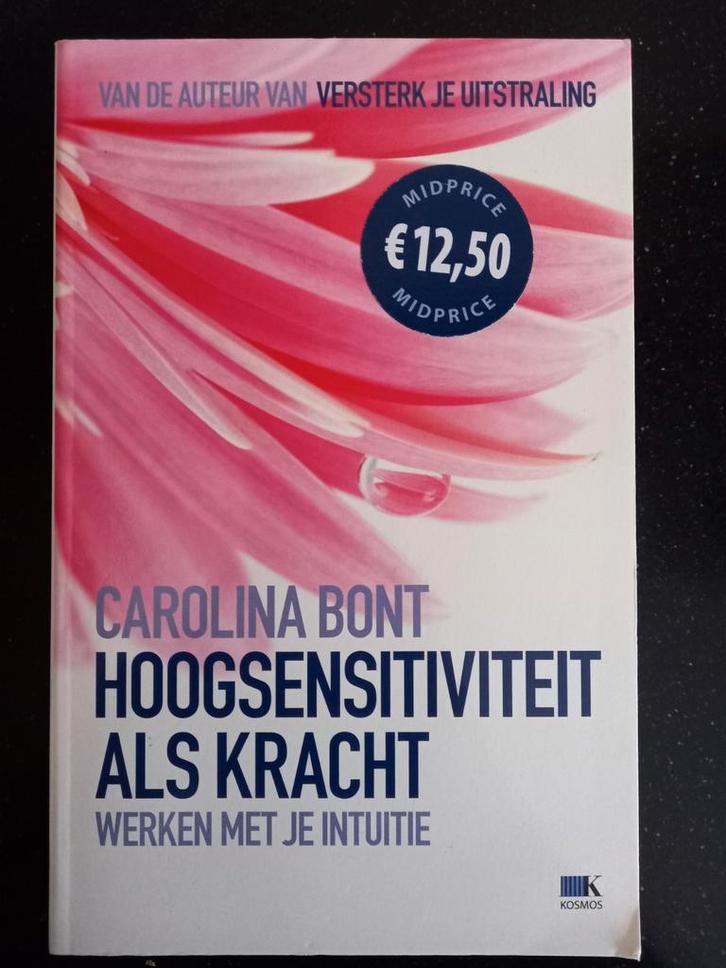 VAN DE AUTEUR VAN VERSTERK JE UITSTRALING
MIDPRICE
€ 12,50
MIDPRICE
CAROLINA BONT
HOOGSENSITIVITEIT
ALS KRACHT
WERKEN MET JE INTUITIE
K
KOSMOS